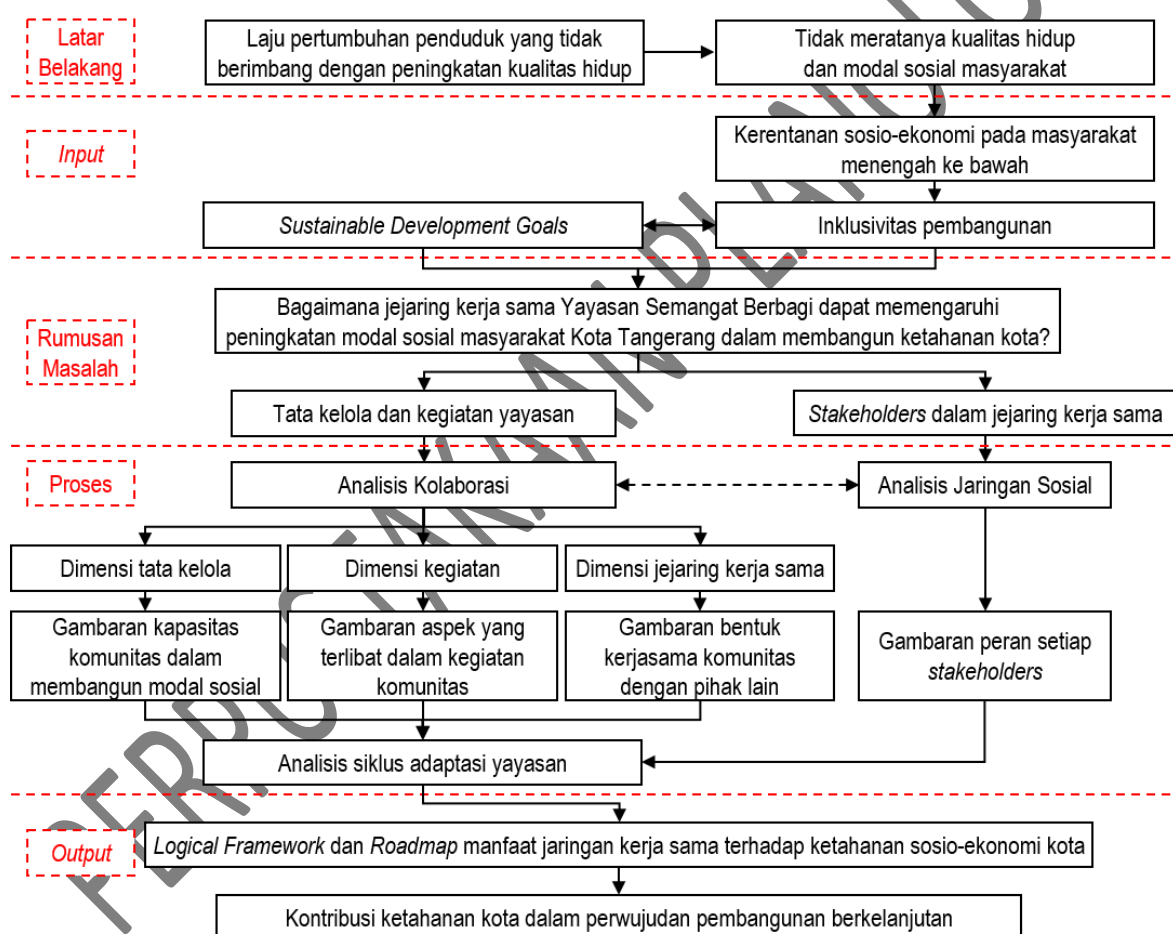 Latar
Belakang
Laju pertumbuhan penduduk yang tidak
berimbang dengan peningkatan kualitas hidup
Tidak meratanya kualitas hidup
dan modal sosial masyarakat
Input
Kerentanan sosio-ekonomi pada masyarakat
menengah ke bawah
Sustainable Development Goals
Inklusivitas pembangunan
Rumusan
Masalah
Bagaimana jejaring kerja sama Yayasan Semangat Berbagi dapat memengaruhi
peningkatan modal sosial masyarakat Kota Tangerang dalam membangun ketahanan kota?
Tata kelola dan kegiatan yayasan
Stakeholders dalam jejaring kerja sama
Proses
Analisis Kolaborasi
Analisis Jaringan Sosial
Dimensi tata kelola
Dimensi kegiatan
Dimensi jejaring kerja sama
Gambaran kapasitas
komunitas dalam
membangun modal sosial
Gambaran aspek yang
terlibat dalam kegiatan
komunitas
Gambaran bentuk
kerjasama komunitas
dengan pihak lain
Gambaran peran setiap
stakeholders
Analisis siklus adaptasi yayasan
Output
Logical Framework dan Roadmap manfaat jaringan kerja sama terhadap ketahanan sosio-ekonomi kota
Kontribusi ketahanan kota dalam perwujudan pembangunan berkelanjutan